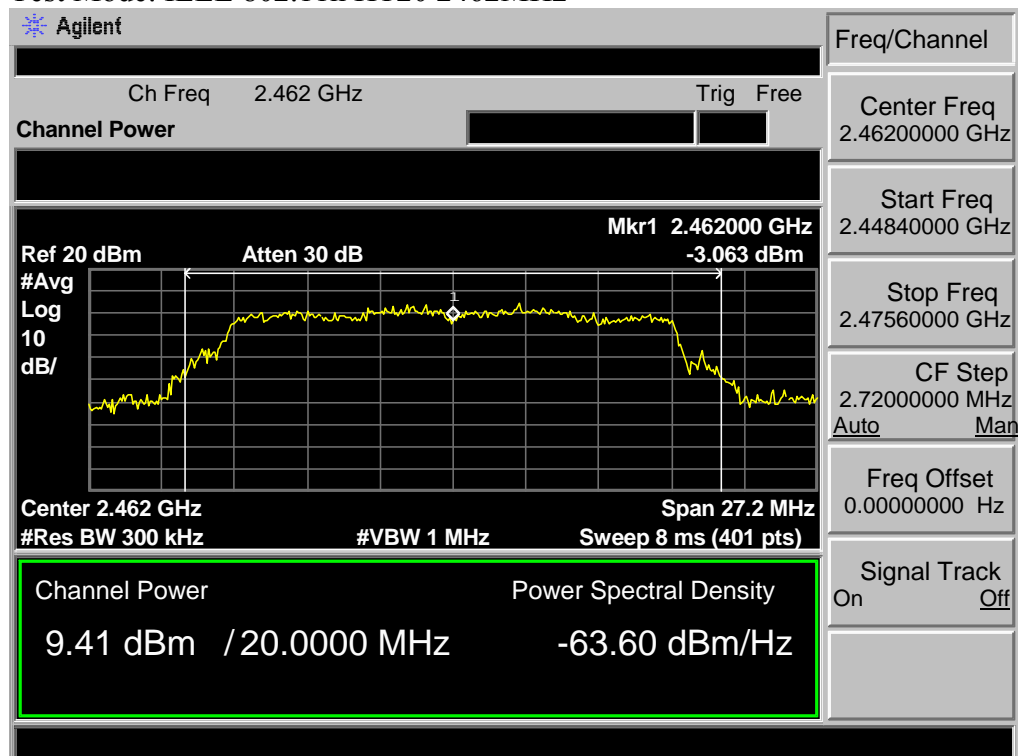 Agilent
Freq/Channel
Ch Freq 2.462 GHz Trig Free
Channel Power
Center Freq
2.46200000 GHz
Start Freq
2.44840000 GHz
Stop Freq
2.47560000 GHz
CF Step
2.72000000 MHz
Auto Man
Freq Offset
0.00000000 Hz
Signal Track
On Off
Mkr1 2.462000 GHz
Ref 20 dBm Atten 30 dB -3.063 dBm
#Avg
Log
10
dB/
1
Center 2.462 GHz Span 27.2 MHz
#Res BW 300 kHz #VBW 1 MHz Sweep 8 ms (401 pts)
Channel Power Power Spectral Density
9.41 dBm / 20.0000 MHz -63.60 dBm/Hz